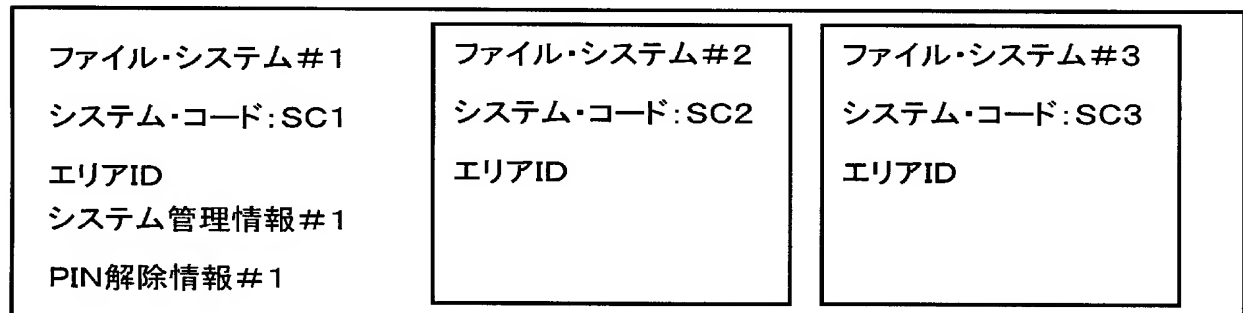 ファイル・システム#1
システム・コード:SC1
エリアID
システム管理情報#1
PIN解除情報#1
ファイル・システム#2
システム・コード:SC2
エリアID
ファイル・システム#3
システム・コード:SC3
エリアID